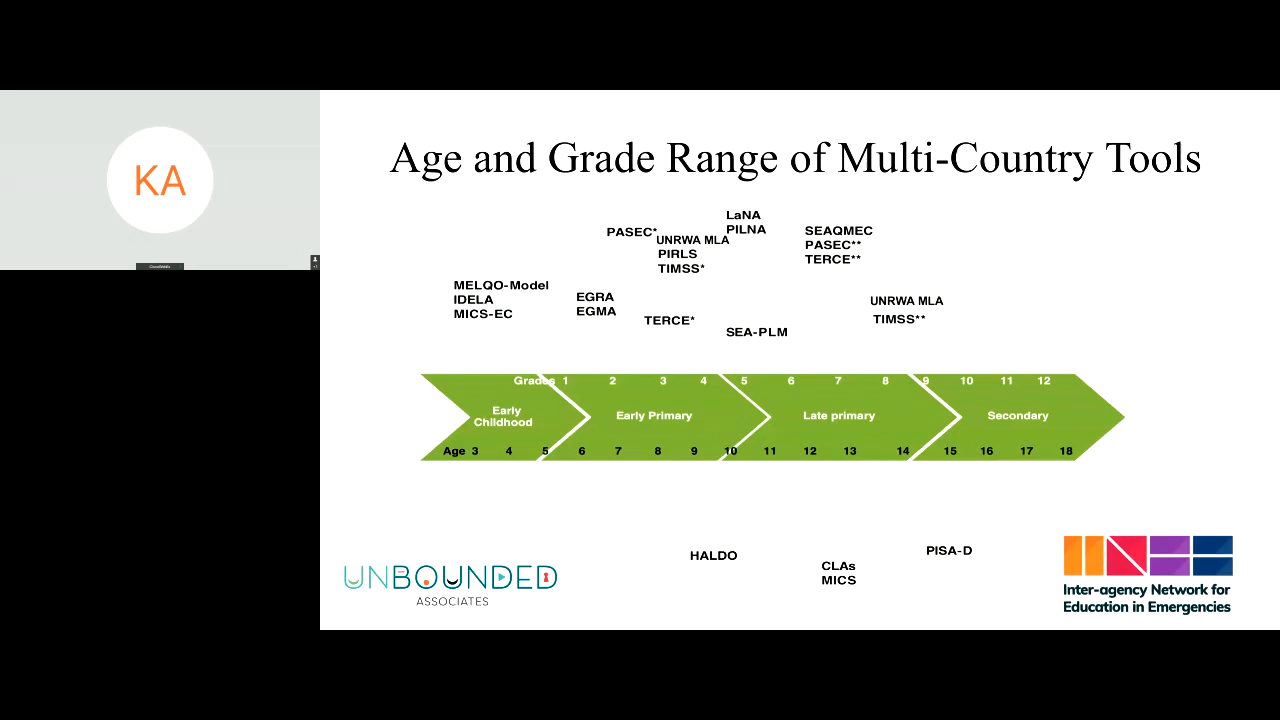 KA
Age and Grade Range of Multi-Country Tools
LaNA
PILNA
PASEC*
UNRWA MLA
PIRLS
TIMSS*
SEAQMEC
PASEC**
TERCE**
MELQO-Model
IDELA
MICS-EC
EGRA
EGMA
TERCE*
SEA-PLM
UNRWA MLA
TIMSS**
Grades 1 2 3 4 5 6 7 8 9 10 11 12
Early
Childhood
Early Primary
Late primary
Secondary
Age 3 4 5 6 7 8 9 10 11 12 13 14 15 16 17 18
HALDO
CLAs
MICS
PISA-D
UNBOUNDED
ASSOCIATES
INEE
Inter-agency Network for
Education in Emergencies